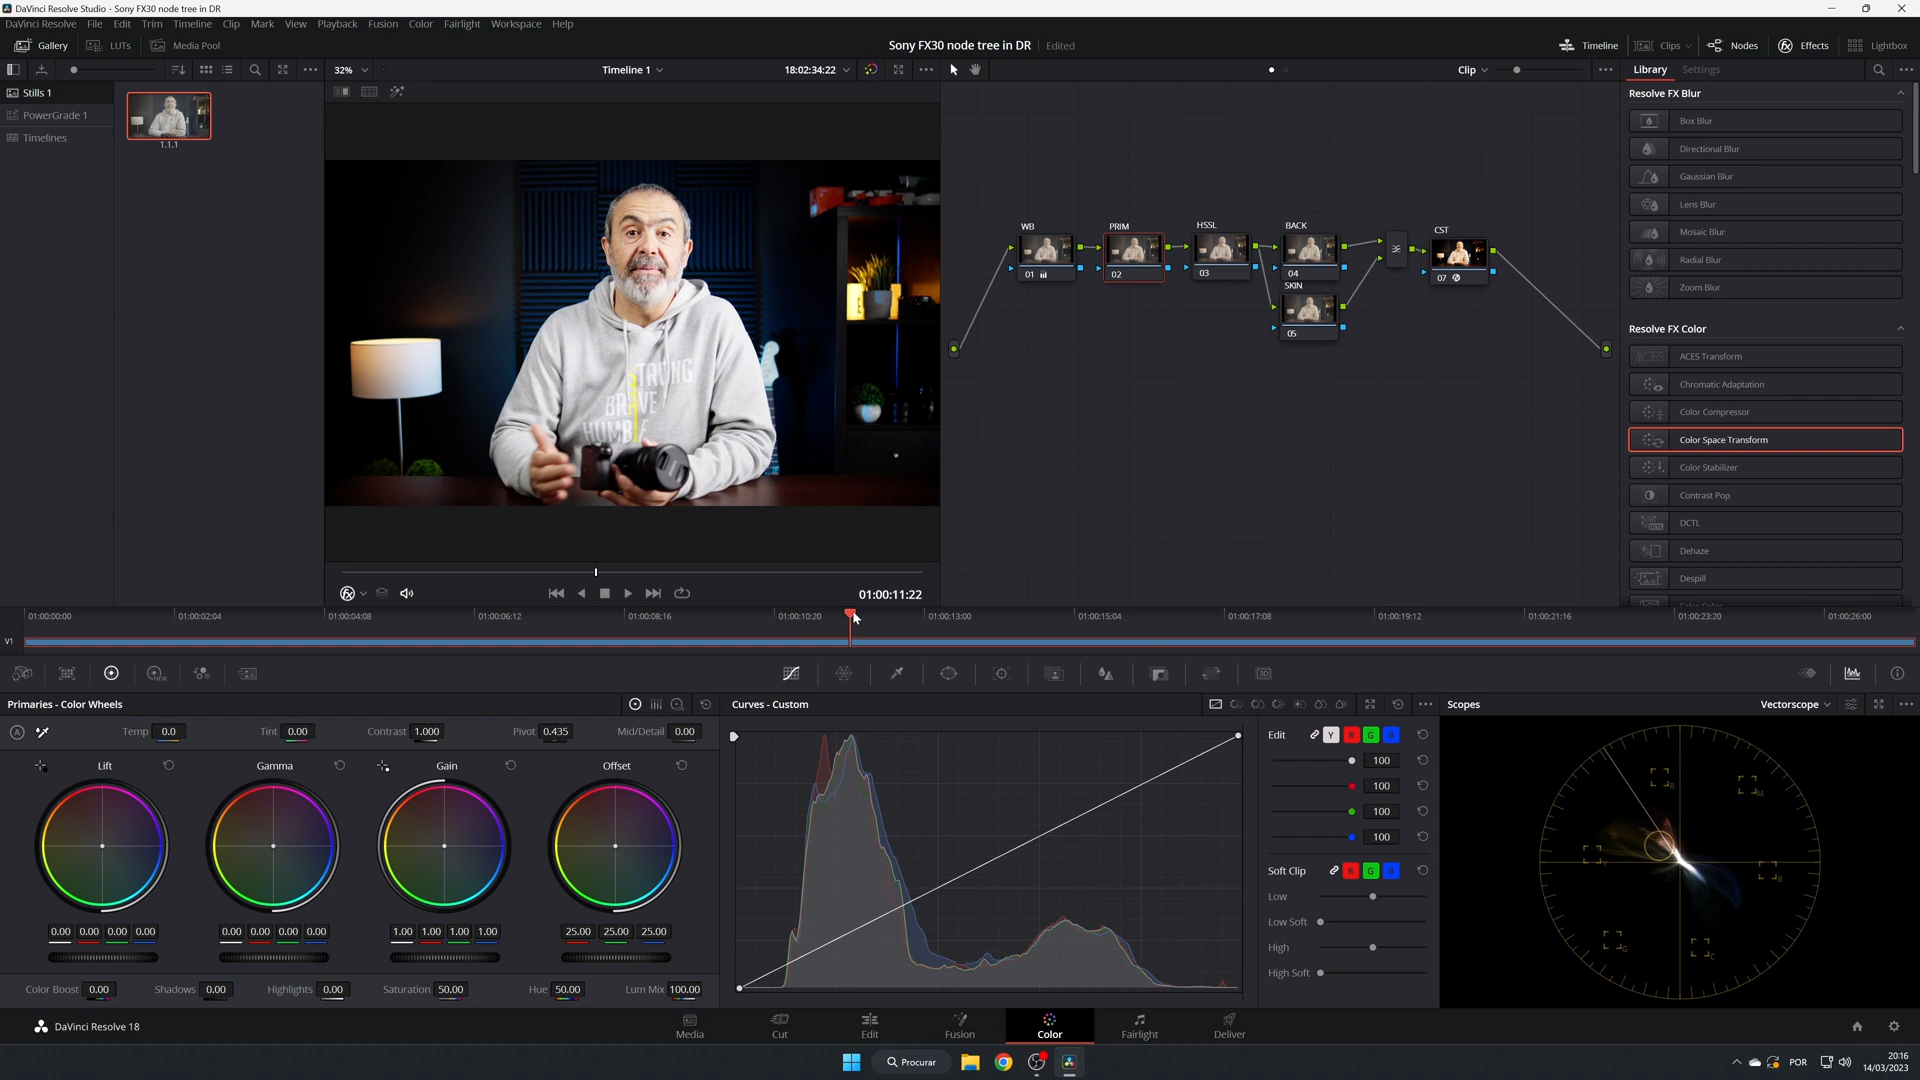 DaVinci Resolve Studio - Sony FX30 node tree in DR
DaVinci Resolve File Edit Trim Timeline Clip Mark View Playback Fusion Color Fairlight Workspace Help
Gallery LUTs Media Pool
Sony FX30 node tree in DR Edited
Timeline Clips Nodes Effects Lightbox
32% Timeline 1 18:02:34:22
Clip
Library Settings
Stills 1
PowerGrade 1
Timelines
1.1.1
STRONG
BRAVE
HUMBLE
WB
01
PRIM
02
HSSL
03
BACK
04
SKIN
05
CST
07
Resolve FX Blur
Box Blur
Directional Blur
Gaussian Blur
Lens Blur
Mosaic Blur
Radial Blur
Zoom Blur
Resolve FX Color
ACES Transform
Chromatic Adaptation
Color Compressor
Color Space Transform
Color Stabilizer
Contrast Pop
DCTL
Dehaze
Despill
01:00:11:22
01:00:00:00 01:00:02:04 01:00:04:08 01:00:06:12 01:00:08:16 01:00:10:20 01:00:13:00 01:00:15:04 01:00:17:08 01:00:19:12 01:00:21:16 01:00:23:20 01:00:26:00
V1
Primaries - Color Wheels
Temp 0.0 Tint 0.00 Contrast 1.000 Pivot 0.435 Mid/Detail 0.00
Lift Gamma Gain Offset
0.00 0.00 0.00 0.00 0.00 0.00 0.00 0.00 1.00 1.00 1.00 1.00 25.00 25.00 25.00
Color Boost 0.00 Shadows 0.00 Highlights 0.00 Saturation 50.00 Hue 50.00 Lum Mix 100.00
Curves - Custom
Edit Y R G B
100
100
100
100
Soft Clip R G B
Low
Low Soft
High
High Soft
Scopes Vectorscope
R
M
Y
B
G
C
DaVinci Resolve 18
Media Cut Edit Fusion Color Fairlight Deliver
Procurar
POR
20:16
14/03/2023